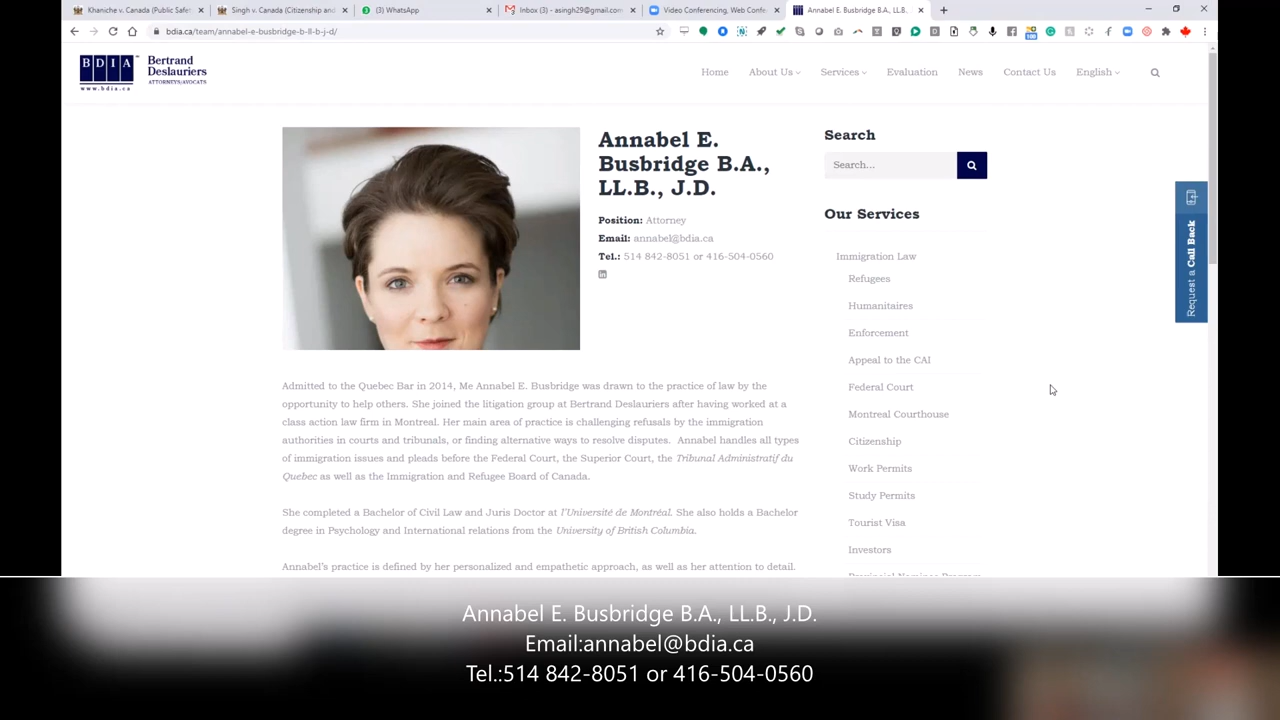 Khaniche v. Canada (Public Safe
Singh v. Canada (Citizenship and
(3) WhatsApp
Inbox (3) - asingh29@gmail.com
Video Conferencing, Web Confe
Annabel E. Busbridge B.A., LL.B.,
bdia.ca/team/annabel-e-busbridge-b-ll-b-j-d/
BDIA
www.bdia.ca
Bertrand
Deslauriers
ATTORNEYS/AVOCATS
Home
About Us
Services
Evaluation
News
Contact Us
English
Annabel E.
Busbridge B.A.,
LL.B., J.D.
Position: Attorney
Email: annabel@bdia.ca
Tel.: 514 842-8051 or 416-504-0560
Admitted to the Quebec Bar in 2014, Me Annabel E. Busbridge was drawn to the practice of law by the
opportunity to help others. She joined the litigation group at Bertrand Deslauriers after having worked at a
class action law firm in Montreal. Her main area of practice is challenging refusals by the immigration
authorities in courts and tribunals, or finding alternative ways to resolve disputes. Annabel handles all types
of immigration issues and pleads before the Federal Court, the Superior Court, the Tribunal Administratif du
Quebec as well as the Immigration and Refugee Board of Canada.
She completed a Bachelor of Civil Law and Juris Doctor at l'Université de Montréal. She also holds a Bachelor
degree in Psychology and International relations from the University of British Columbia.
Annabel's practice is defined by her personalized and empathetic approach, as well as her attention to detail.
Search
Search...
Our Services
Immigration Law
Refugees
Humanitaires
Enforcement
Appeal to the CAI
Federal Court
Montreal Courthouse
Citizenship
Work Permits
Study Permits
Tourist Visa
Investors
Provincial Nominee Program
Request a Call Back
Annabel E. Busbridge B.A., LL.B., J.D.
Email:annabel@bdia.ca
Tel.:514 842-8051 or 416-504-0560